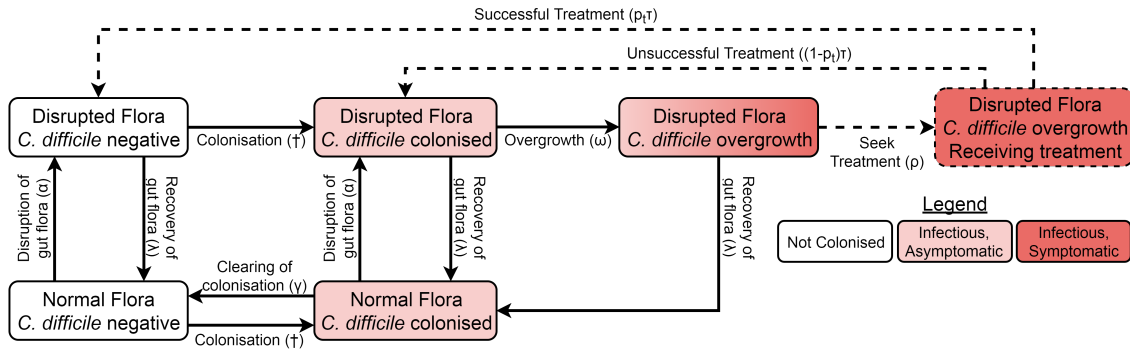 Successful Treatment (pₜτ)
Unsuccessful Treatment ((1-pₜ)τ)
Disrupted Flora
C. difficile negative
Colonisation (†)
Disrupted Flora
C. difficile colonised
Overgrowth (ω)
Disrupted Flora
C. difficile overgrowth
Seek
Treatment (ρ)
Disrupted Flora
C. difficile overgrowth
Receiving treatment
Disruption of
gut flora (α)
Recovery of
gut flora (λ)
Disruption of
gut flora (α)
Recovery of
gut flora (λ)
Recovery of
gut flora (λ)
Clearing of
colonisation (γ)
Normal Flora
C. difficile negative
Colonisation (†)
Normal Flora
C. difficile colonised
Legend
Not Colonised
Infectious,
Asymptomatic
Infectious,
Symptomatic